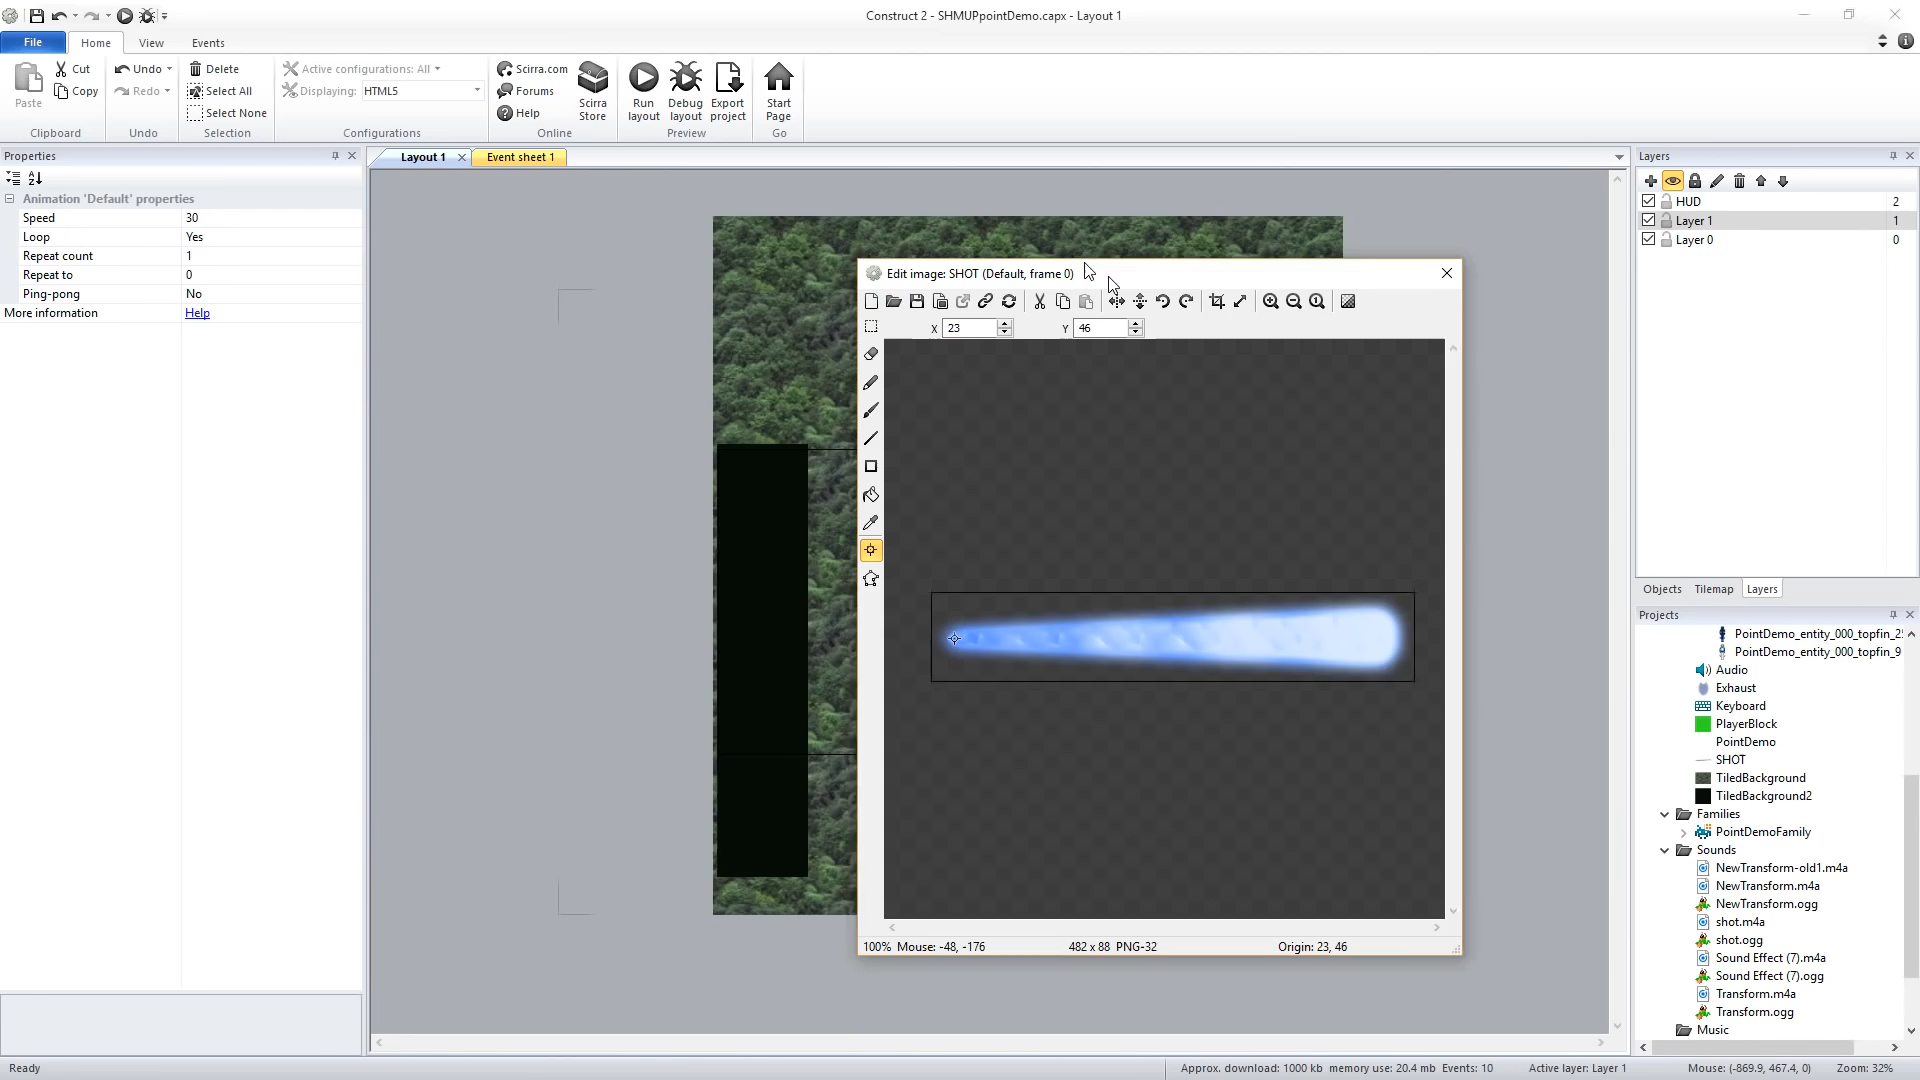 Construct 2 - SHMUPpointDemo.capx - Layout 1
File Home View Events
Paste Cut Copy Clipboard
Undo Redo Undo
Delete Select All Select None Selection
Active configurations: All
Displaying: HTML5
Configurations
Scirra.com Forums Help Scirra Store Online
Run layout Debug layout Export project Preview
Start Page Go
Properties
Animation 'Default' properties
Speed 30
Loop Yes
Repeat count 1
Repeat to 0
Ping-pong No
More information Help
Layout 1 Event sheet 1
Edit image: SHOT (Default, frame 0)
X 23 Y 46
100% Mouse: -48, -176 482 x 88 PNG-32 Origin: 23, 46
Layers
HUD 2
Layer 1 1
Layer 0 0
Objects Tilemap Layers
Projects
PointDemo_entity_000_topfin_2
PointDemo_entity_000_topfin_9
Audio
Exhaust
Keyboard
PlayerBlock
PointDemo
SHOT
TiledBackground
TiledBackground2
Families
PointDemoFamily
Sounds
NewTransform-old1.m4a
NewTransform.m4a
NewTransform.ogg
shot.m4a
shot.ogg
Sound Effect (7).m4a
Sound Effect (7).ogg
Transform.m4a
Transform.ogg
Music
Ready Approx. download: 1000 kb memory use: 20.4 mb Events: 10 Active layer: Layer 1 Mouse: (-869.9, 467.4, 0) Zoom: 32%